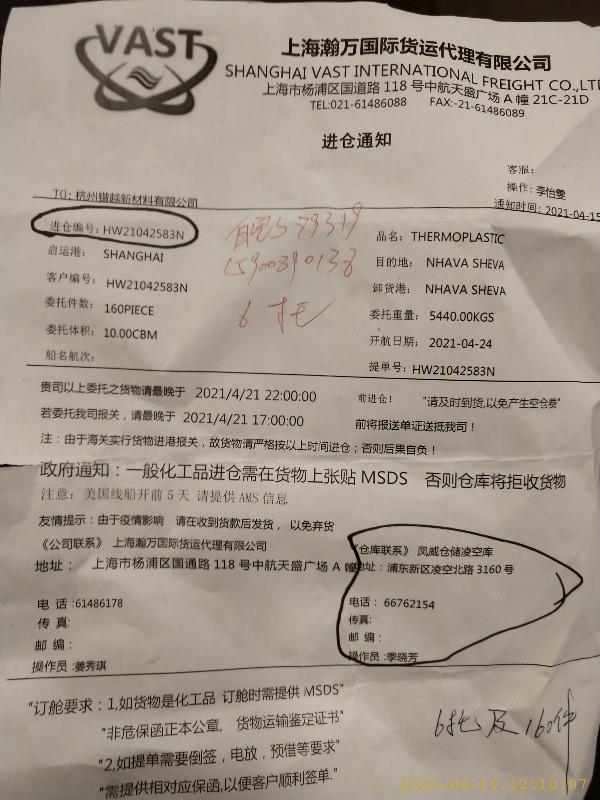 VAST
上海瀚万国际货运代理有限公司
SHANGHAI VAST INTERNATIONAL FREIGHT CO.,LT
上海市杨浦区国道路 118 号中航天盛广场 A 幢 21C-21D
TEL:021-61486088 FAX:-21-61486089
进仓通知
客服:
操作: 李怡雯
TO: 杭州锴越新材料有限公司
通知时间: 2021-04-15
进仓编号: HW21042583N
品名: THERMOPLASTIC
启运港: SHANGHAI
目的地: NHAVA SHEVA
客户编号: HW21042583N
卸货港: NHAVA SHEVA
委托件数: 160PIECE
委托重量: 5440.00KGS
委托体积: 10.00CBM
开航日期: 2021-04-24
船名航次:
提单号: HW21042583N
79319
15900890138
6 托
贵司以上委托之货物请最晚于 2021/4/21 22:00:00 前进仓! "请及时到货,以免产生空仓费"
若委托我司报关,请最晚于 2021/4/21 17:00:00 前将报送单证送抵我司!
注:由于海关实行货物进港报关,故货物请严格按以上时间进仓;否则后果自负!
政府通知:一般化工品进仓需在货物上张贴 MSDS 否则仓库将拒收货物
注意: 美国线船开前 5 天 请提供 AMS 信息
友情提示:由于疫情影响 请在收到货款后发货,以免弃货
《公司联系》上海瀚万国际货运代理有限公司
地址: 上海市杨浦区国通路 118 号中航天盛广场 A 幢
电 话:61486178
传 真:
邮 编:
操作员:姜秀琪
《仓库联系》 凤威仓储凌空库
地址: 浦东新区凌空北路 3160 号
电话: 66762154
传真:
邮 编:
操作员:季晓芳
"订舱要求:1,如货物是化工品 订舱时需提供 MSDS"
"非危保函正本公章, 货物运输鉴定证书"
"2,如提单需要倒签,电放,预借等要求"
"需提供相对应保函,以便客户顺利签单."
6托及160件
2021-04-19 12:10:07